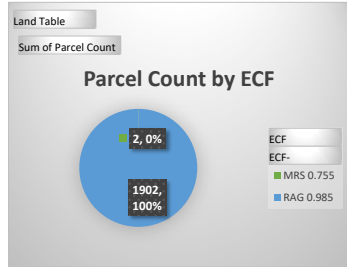 Land Table
Sum of Parcel Count
Parcel Count by ECF
2, 0%
1902,
100%
ECF
ECF-
MRS 0.755
RAG 0.985